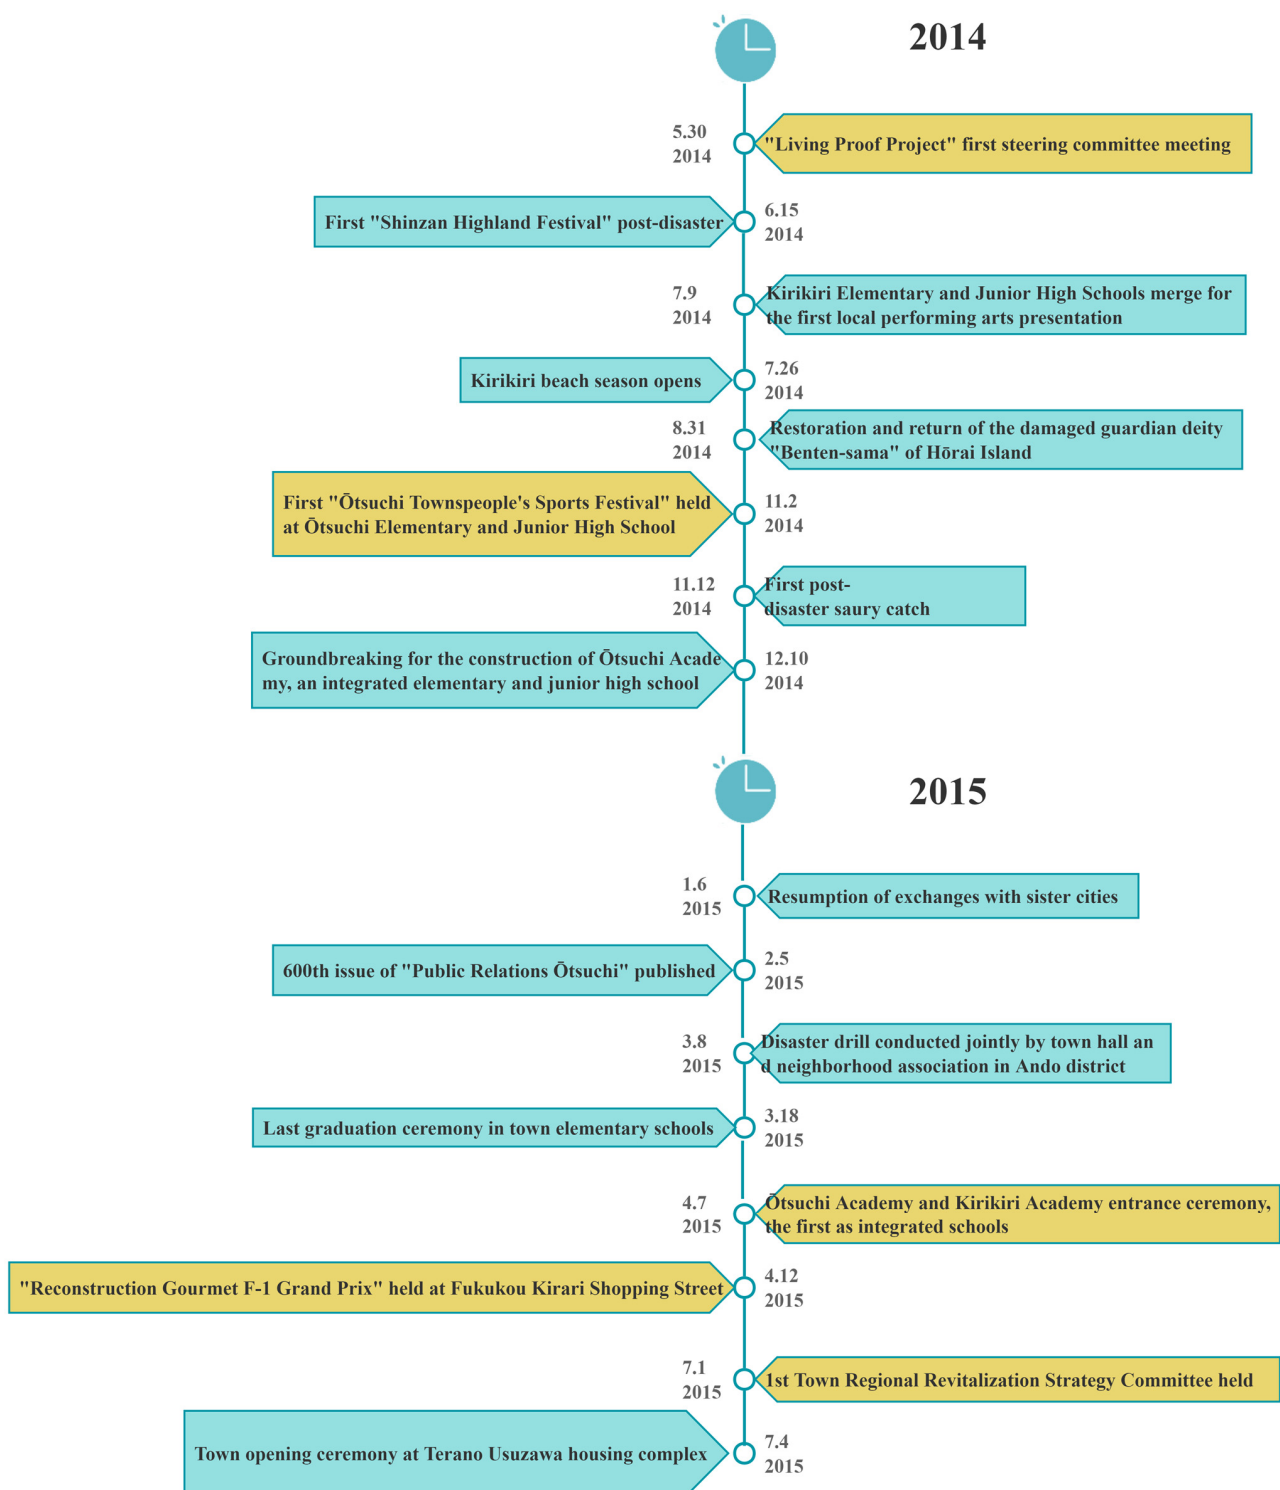 2014
5.30
2014
"Living Proof Project" first steering committee meeting
First "Shinzan Highland Festival" post-disaster
6.15
2014
7.9
2014
Kirikiri Elementary and Junior High Schools merge for
the first local performing arts presentation
Kirikiri beach season opens
7.26
2014
8.31
2014
Restoration and return of the damaged guardian deity
"Benten-sama" of Hōrai Island
First "Ōtsuchi Townspeople's Sports Festival" held
at Ōtsuchi Elementary and Junior High School
11.2
2014
11.12
2014
First post-
disaster saury catch
Groundbreaking for the construction of Ōtsuchi Acade
my, an integrated elementary and junior high school
12.10
2014
2015
1.6
2015
Resumption of exchanges with sister cities
600th issue of "Public Relations Ōtsuchi" published
2.5
2015
3.8
2015
Disaster drill conducted jointly by town hall an
d neighborhood association in Ando district
Last graduation ceremony in town elementary schools
3.18
2015
4.7
2015
Ōtsuchi Academy and Kirikiri Academy entrance ceremony,
the first as integrated schools
"Reconstruction Gourmet F-1 Grand Prix" held at Fukukou Kirari Shopping Street
4.12
2015
7.1
2015
1st Town Regional Revitalization Strategy Committee held
Town opening ceremony at Terano Usuzawa housing complex
7.4
2015